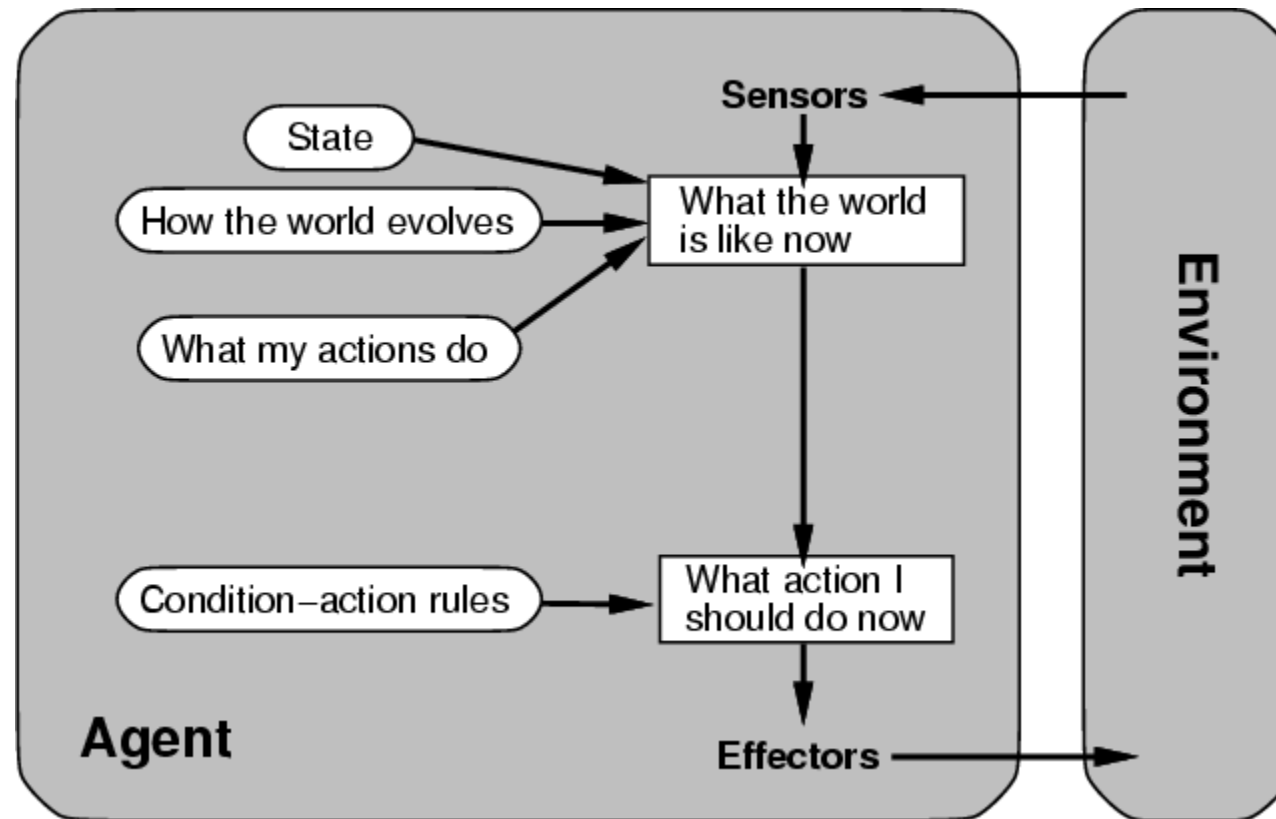 Sensors
State
What the world
is like now
How the world evolves
What my actions do
Environment
Condition–action rules
What action I
should do now
Agent
Effectors